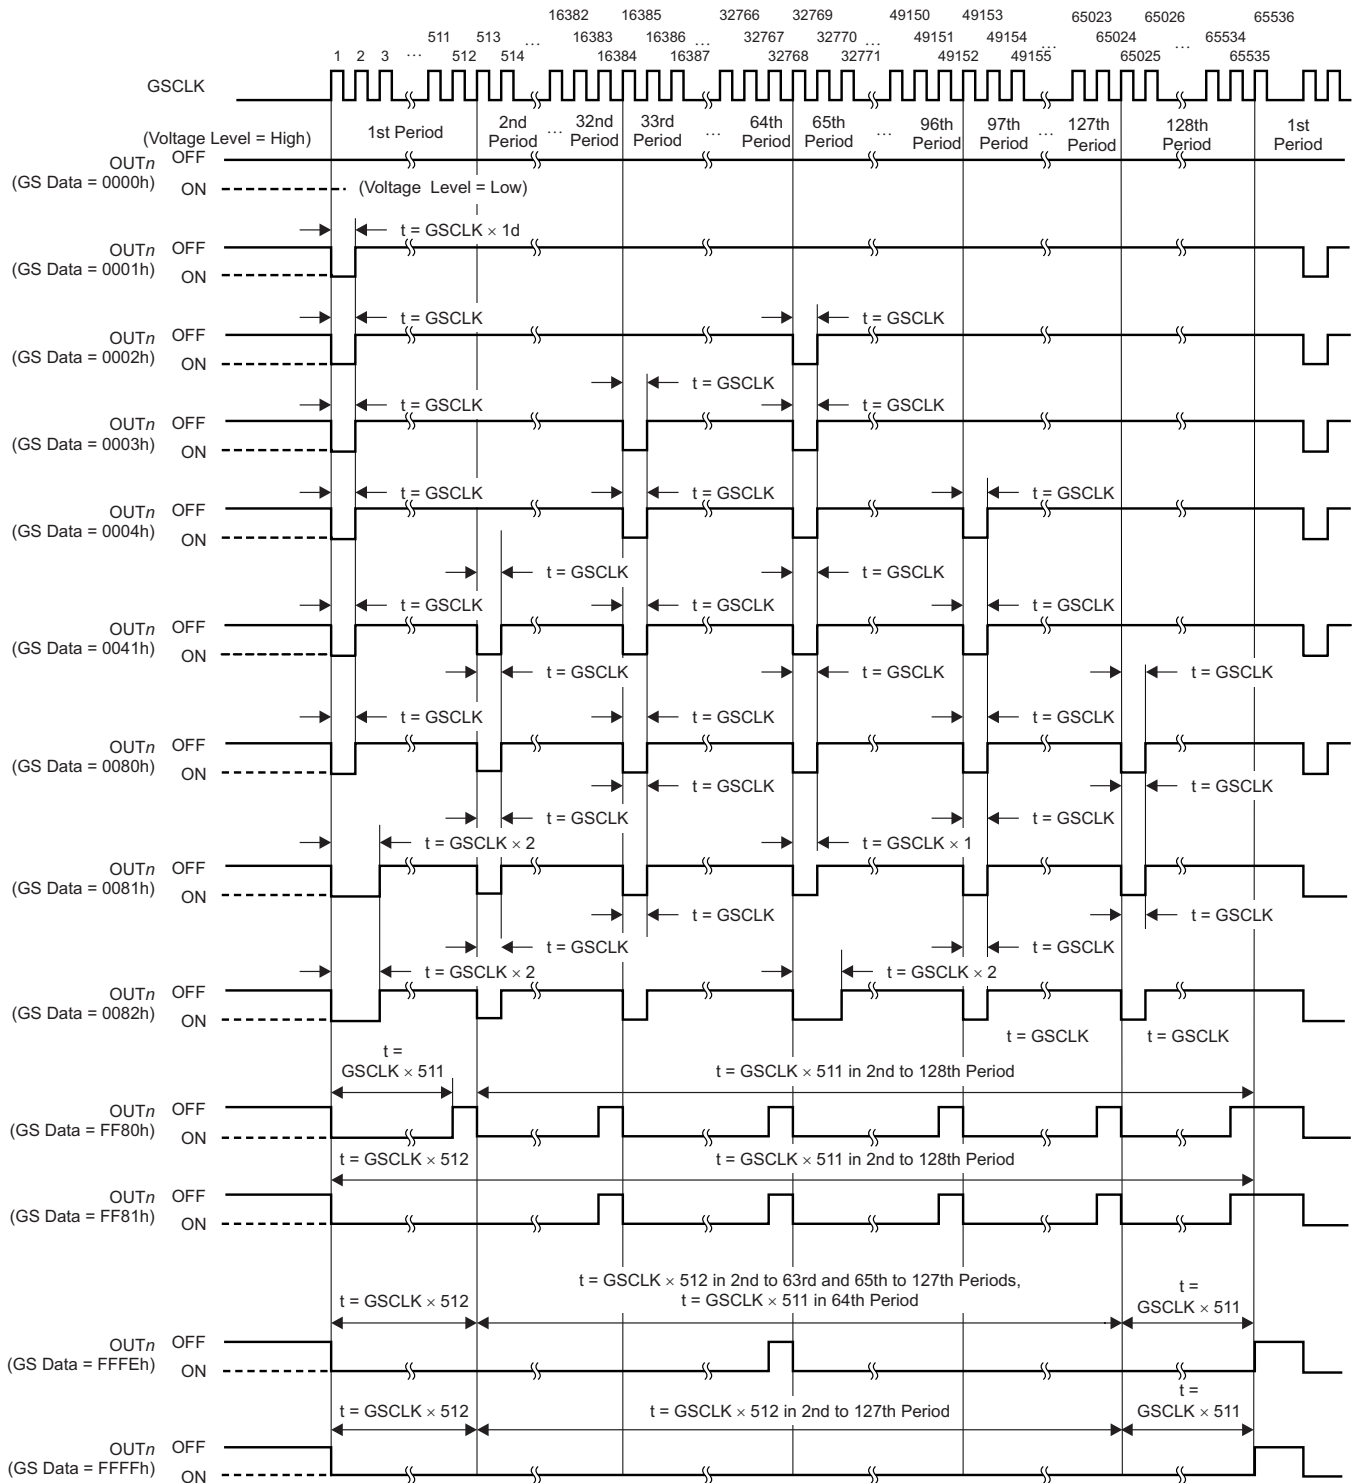 16382 16385 32766 32769 49150 49153 65023 65026 65536
511 513 ... 16383 16386 ... 32767 32770 ... 49151 49154 ... 65024 ... 65534
1 2 3 ... 512 514 16384 16387 32768 32771 49152 49155 65025 65535
GSCLK
(Voltage Level = High) 1st Period 2nd Period ... 32nd Period 33rd Period ... 64th Period 65th Period ... 96th Period 97th Period ... 127th Period 128th Period 1st Period
OUTn OFF
(GS Data = 0000h) ON (Voltage Level = Low)
t = GSCLK × 1d
OUTn OFF
(GS Data = 0001h) ON
t = GSCLK t = GSCLK
OUTn OFF
(GS Data = 0002h) ON
t = GSCLK
t = GSCLK t = GSCLK
OUTn OFF
(GS Data = 0003h) ON
t = GSCLK t = GSCLK t = GSCLK
OUTn OFF
(GS Data = 0004h) ON
t = GSCLK t = GSCLK
t = GSCLK t = GSCLK t = GSCLK
OUTn OFF
(GS Data = 0041h) ON
t = GSCLK t = GSCLK t = GSCLK
t = GSCLK t = GSCLK t = GSCLK
OUTn OFF
(GS Data = 0080h) ON
t = GSCLK t = GSCLK
t = GSCLK t = GSCLK
t = GSCLK × 2 t = GSCLK × 1
OUTn OFF
(GS Data = 0081h) ON
t = GSCLK t = GSCLK
t = GSCLK t = GSCLK
t = GSCLK × 2 t = GSCLK × 2
OUTn OFF
(GS Data = 0082h) ON
t = GSCLK t = GSCLK
t =
GSCLK × 511 t = GSCLK × 511 in 2nd to 128th Period
OUTn OFF
(GS Data = FF80h) ON
t = GSCLK × 512 t = GSCLK × 511 in 2nd to 128th Period
OUTn OFF
(GS Data = FF81h) ON
t = GSCLK × 512 in 2nd to 63rd and 65th to 127th Periods,
t = GSCLK × 512 t = GSCLK × 511 in 64th Period t =
GSCLK × 511
OUTn OFF
(GS Data = FFFEh) ON
t = GSCLK × 512 t = GSCLK × 512 in 2nd to 127th Period t =
GSCLK × 511
OUTn OFF
(GS Data = FFFFh) ON